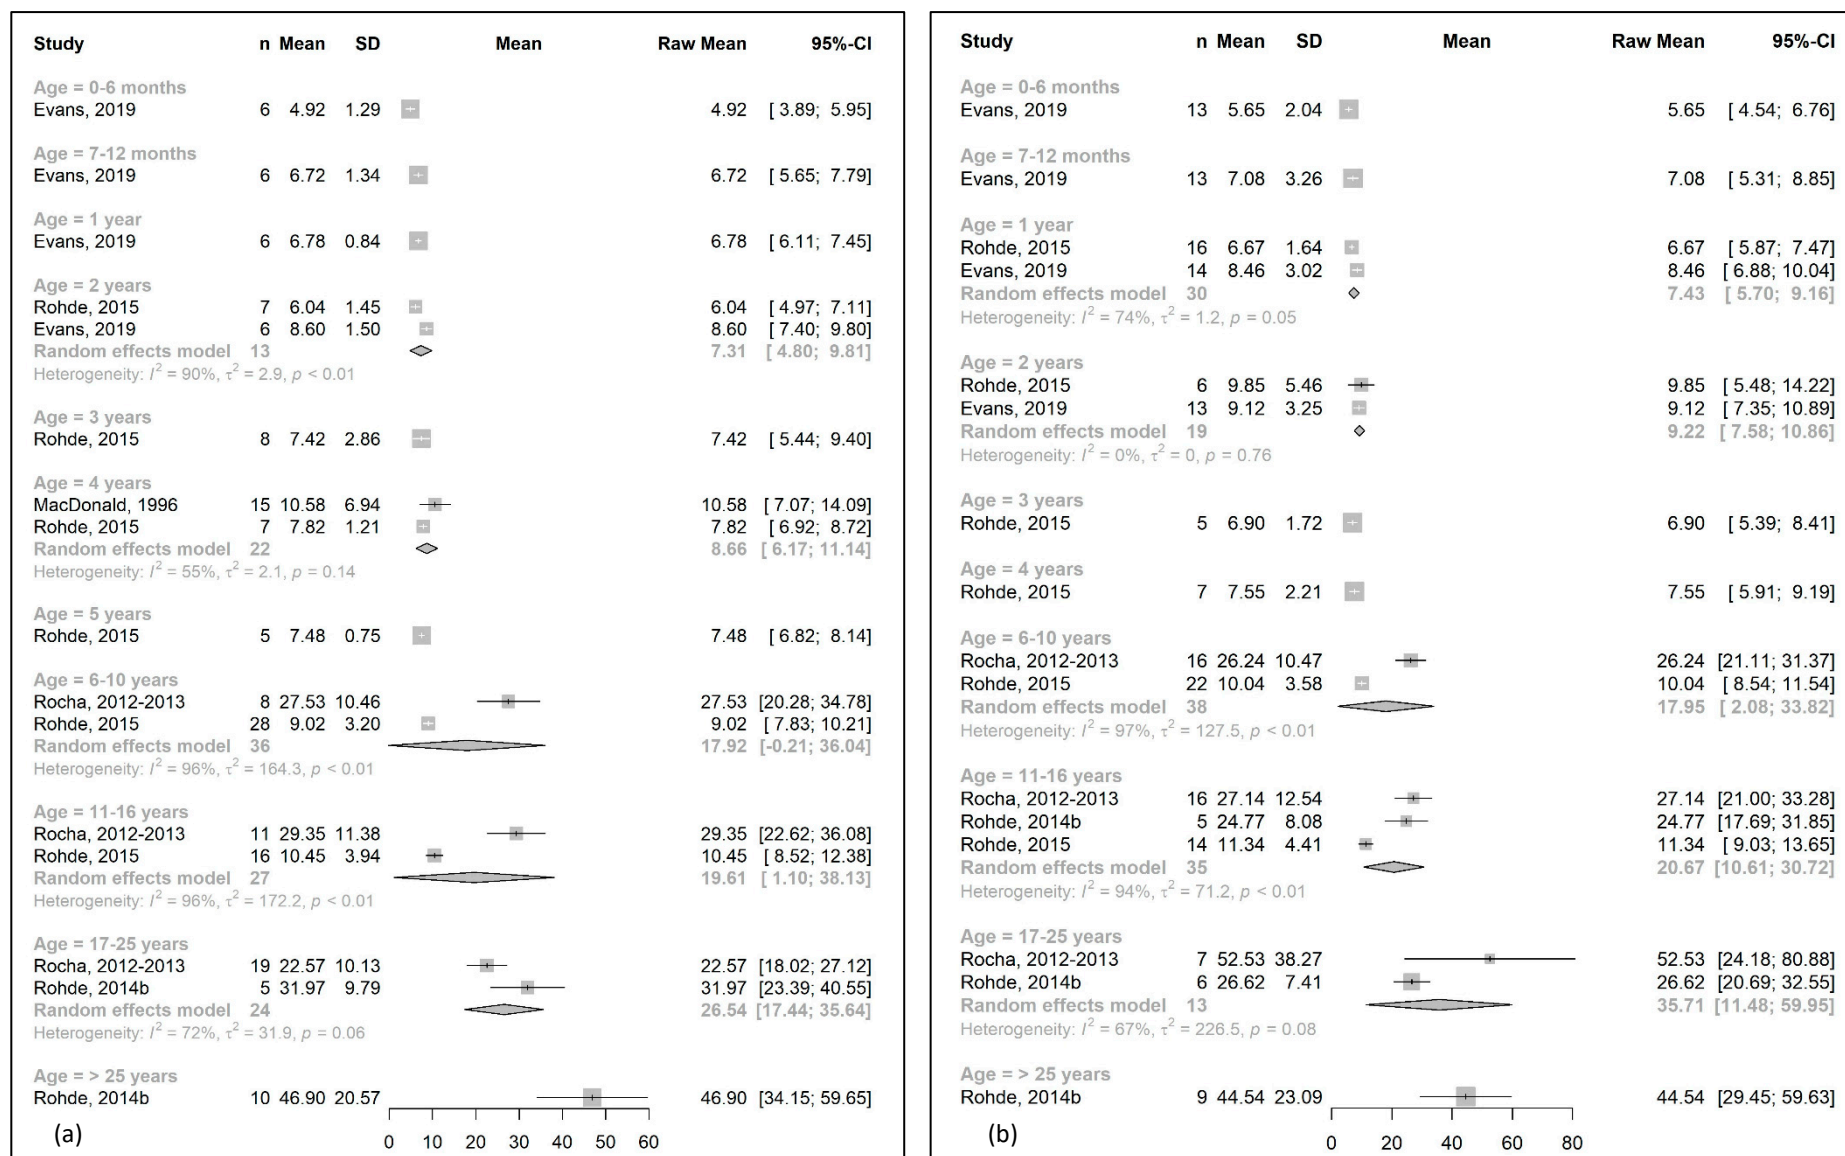 Study n Mean SD Mean Raw Mean 95%-CI
Age = 0-6 months
Evans, 2019 6 4.92 1.29 4.92 [ 3.89; 5.95]
Age = 7-12 months
Evans, 2019 6 6.72 1.34 6.72 [ 5.65; 7.79]
Age = 1 year
Evans, 2019 6 6.78 0.84 6.78 [ 6.11; 7.45]
Age = 2 years
Rohde, 2015 7 6.04 1.45 6.04 [ 4.97; 7.11]
Evans, 2019 6 8.60 1.50 8.60 [ 7.40; 9.80]
Random effects model 13 7.31 [ 4.80; 9.81]
Heterogeneity: I² = 90%, τ² = 2.9, p < 0.01
Age = 3 years
Rohde, 2015 8 7.42 2.86 7.42 [ 5.44; 9.40]
Age = 4 years
MacDonald, 1996 15 10.58 6.94 10.58 [ 7.07; 14.09]
Rohde, 2015 7 7.82 1.21 7.82 [ 6.92; 8.72]
Random effects model 22 8.66 [ 6.17; 11.14]
Heterogeneity: I² = 55%, τ² = 2.1, p = 0.14
Age = 5 years
Rohde, 2015 5 7.48 0.75 7.48 [ 6.82; 8.14]
Age = 6-10 years
Rocha, 2012-2013 8 27.53 10.46 27.53 [20.28; 34.78]
Rohde, 2015 28 9.02 3.20 9.02 [ 7.83; 10.21]
Random effects model 36 17.92 [-0.21; 36.04]
Heterogeneity: I² = 96%, τ² = 164.3, p < 0.01
Age = 11-16 years
Rocha, 2012-2013 11 29.35 11.38 29.35 [22.62; 36.08]
Rohde, 2015 16 10.45 3.94 10.45 [ 8.52; 12.38]
Random effects model 27 19.61 [ 1.10; 38.13]
Heterogeneity: I² = 96%, τ² = 172.2, p < 0.01
Age = 17-25 years
Rocha, 2012-2013 19 22.57 10.13 22.57 [18.02; 27.12]
Rohde, 2014b 5 31.97 9.79 31.97 [23.39; 40.55]
Random effects model 24 26.54 [17.44; 35.64]
Heterogeneity: I² = 72%, τ² = 31.9, p = 0.06
Age = > 25 years
Rohde, 2014b 10 46.90 20.57 46.90 [34.15; 59.65]
(a)
0 10 20 30 40 50 60
Study n Mean SD Mean Raw Mean 95%-CI
Age = 0-6 months
Evans, 2019 13 5.65 2.04 5.65 [ 4.54; 6.76]
Age = 7-12 months
Evans, 2019 13 7.08 3.26 7.08 [ 5.31; 8.85]
Age = 1 year
Rohde, 2015 16 6.67 1.64 6.67 [ 5.87; 7.47]
Evans, 2019 14 8.46 3.02 8.46 [ 6.88; 10.04]
Random effects model 30 7.43 [ 5.70; 9.16]
Heterogeneity: I² = 74%, τ² = 1.2, p = 0.05
Age = 2 years
Rohde, 2015 6 9.85 5.46 9.85 [ 5.48; 14.22]
Evans, 2019 13 9.12 3.25 9.12 [ 7.35; 10.89]
Random effects model 19 9.22 [ 7.58; 10.86]
Heterogeneity: I² = 0%, τ² = 0, p = 0.76
Age = 3 years
Rohde, 2015 5 6.90 1.72 6.90 [ 5.39; 8.41]
Age = 4 years
Rohde, 2015 7 7.55 2.21 7.55 [ 5.91; 9.19]
Age = 6-10 years
Rocha, 2012-2013 16 26.24 10.47 26.24 [21.11; 31.37]
Rohde, 2015 22 10.04 3.58 10.04 [ 8.54; 11.54]
Random effects model 38 17.95 [ 2.08; 33.82]
Heterogeneity: I² = 97%, τ² = 127.5, p < 0.01
Age = 11-16 years
Rocha, 2012-2013 16 27.14 12.54 27.14 [21.00; 33.28]
Rohde, 2014b 5 24.77 8.08 24.77 [17.69; 31.85]
Rohde, 2015 14 11.34 4.41 11.34 [ 9.03; 13.65]
Random effects model 35 20.67 [10.61; 30.72]
Heterogeneity: I² = 94%, τ² = 71.2, p < 0.01
Age = 17-25 years
Rocha, 2012-2013 7 52.53 38.27 52.53 [24.18; 80.88]
Rohde, 2014b 6 26.62 7.41 26.62 [20.69; 32.55]
Random effects model 13 35.71 [11.48; 59.95]
Heterogeneity: I² = 67%, τ² = 226.5, p = 0.08
Age = > 25 years
Rohde, 2014b 9 44.54 23.09 44.54 [29.45; 59.63]
(b)
0 20 40 60 80